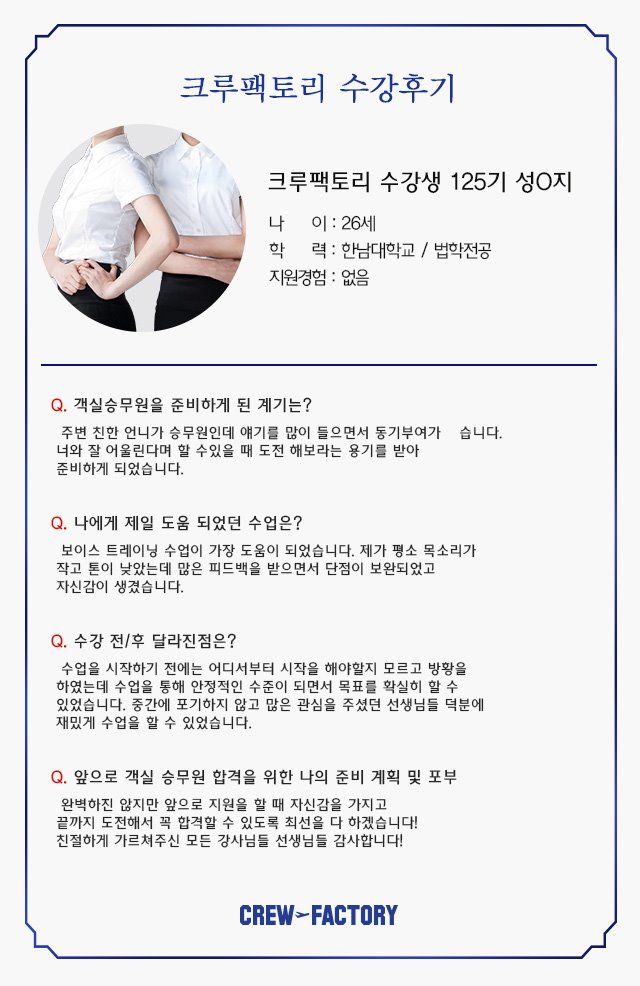 크루팩토리 수강후기
크루팩토리 수강생 125기 성O지
나 이 : 26세
학 력 : 한남대학교 / 법학전공
지원경험 : 없음
Q. 객실승무원을 준비하게 된 계기는?
주변 친한 언니가 승무원인데 얘기를 많이 들으면서 동기부여가 습니다.
너와 잘 어울린다며 할 수있을 때 도전 해보라는 용기를 받아
준비하게 되었습니다.
Q. 나에게 제일 도움 되었던 수업은?
보이스 트레이닝 수업이 가장 도움이 되었습니다. 제가 평소 목소리가
작고 톤이 낮았는데 많은 피드백을 받으면서 단점이 보완되었고
자신감이 생겼습니다.
Q. 수강 전/후 달라진점은?
수업을 시작하기 전에는 어디서부터 시작을 해야할지 모르고 방황을
하였는데 수업을 통해 안정적인 수준이 되면서 목표를 확실히 할 수
있었습니다. 중간에 포기하지 않고 많은 관심을 주셨던 선생님들 덕분에
재밌게 수업을 할 수 있었습니다.
Q. 앞으로 객실 승무원 합격을 위한 나의 준비 계획 및 포부
완벽하진 않지만 앞으로 지원을 할 때 자신감을 가지고
끝까지 도전해서 꼭 합격할 수 있도록 최선을 다 하겠습니다!
친절하게 가르쳐주신 모든 강사님들 선생님들 감사합니다!
CREW FACTORY